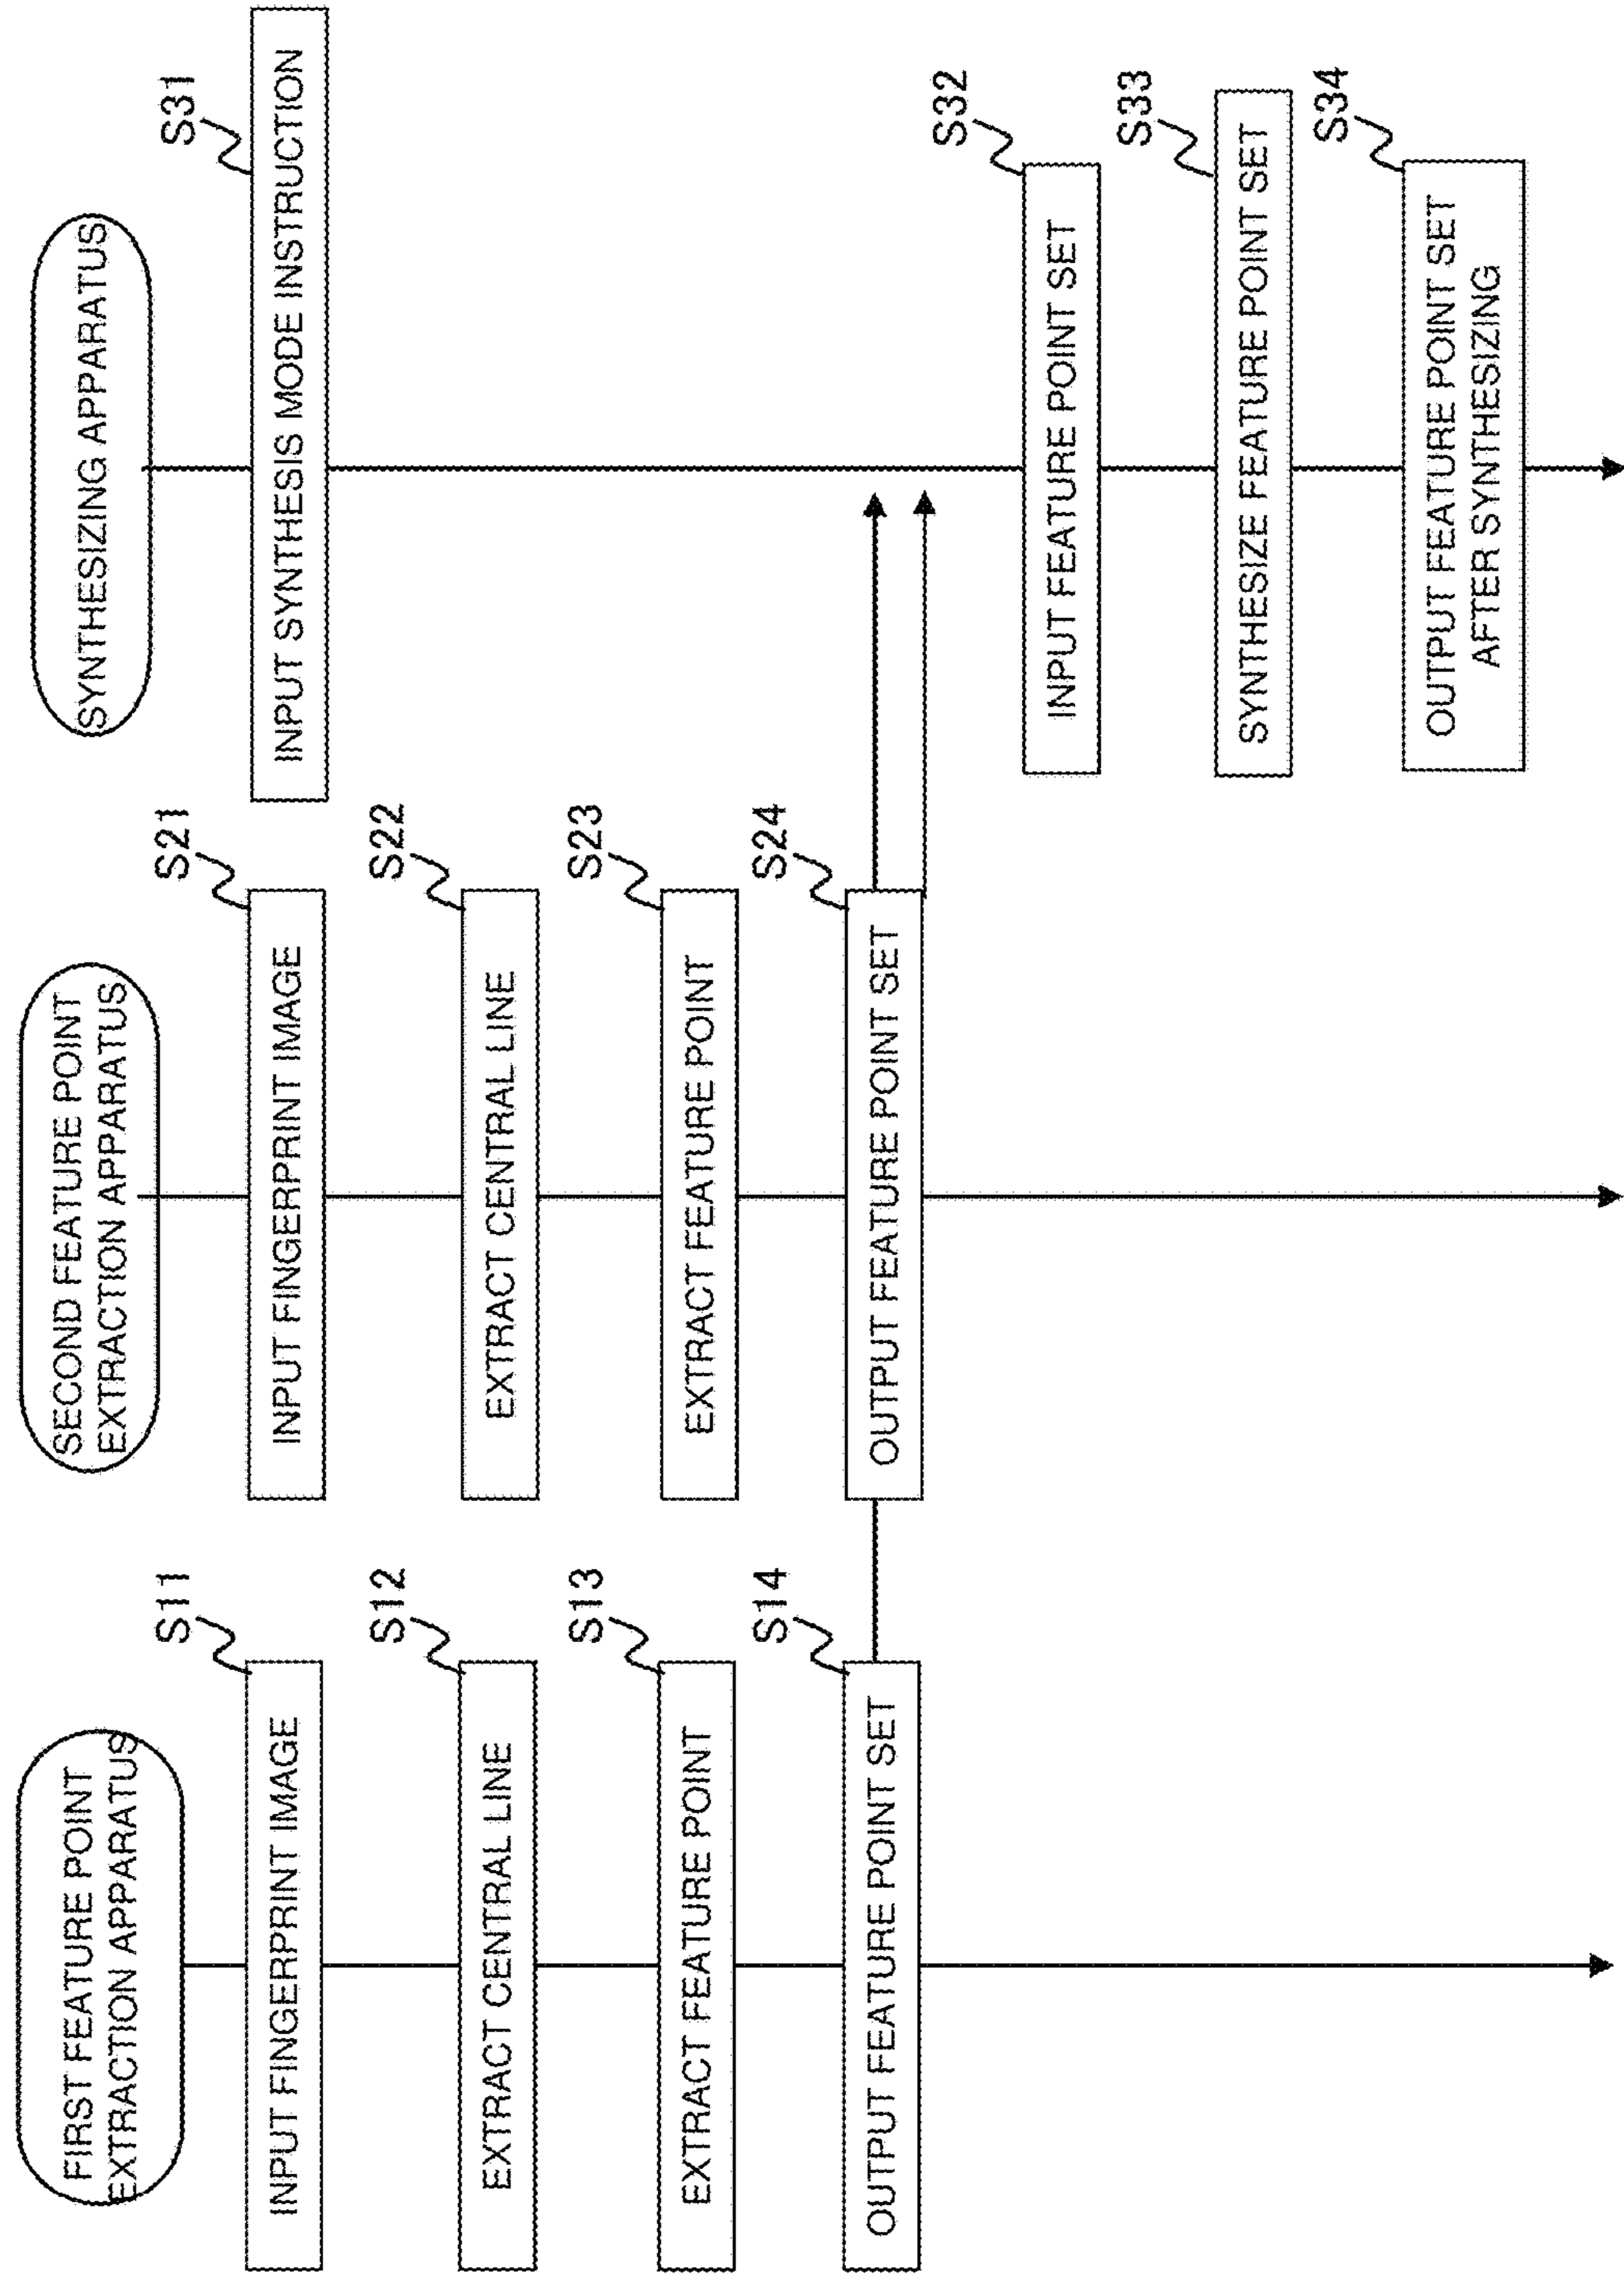 FIRST FEATURE POINT
EXTRACTION APPARATUS
S11
INPUT FINGERPRINT IMAGE
S12
EXTRACT CENTRAL LINE
S13
EXTRACT FEATURE POINT
S14
OUTPUT FEATURE POINT SET
SECOND FEATURE POINT
EXTRACTION APPARATUS
S21
INPUT FINGERPRINT IMAGE
S22
EXTRACT CENTRAL LINE
S23
EXTRACT FEATURE POINT
S24
OUTPUT FEATURE POINT SET
SYNTHESIZING APPARATUS
S31
INPUT SYNTHESIS MODE INSTRUCTION
S32
INPUT FEATURE POINT SET
S33
SYNTHESIZE FEATURE POINT SET
S34
OUTPUT FEATURE POINT SET
AFTER SYNTHESIZING